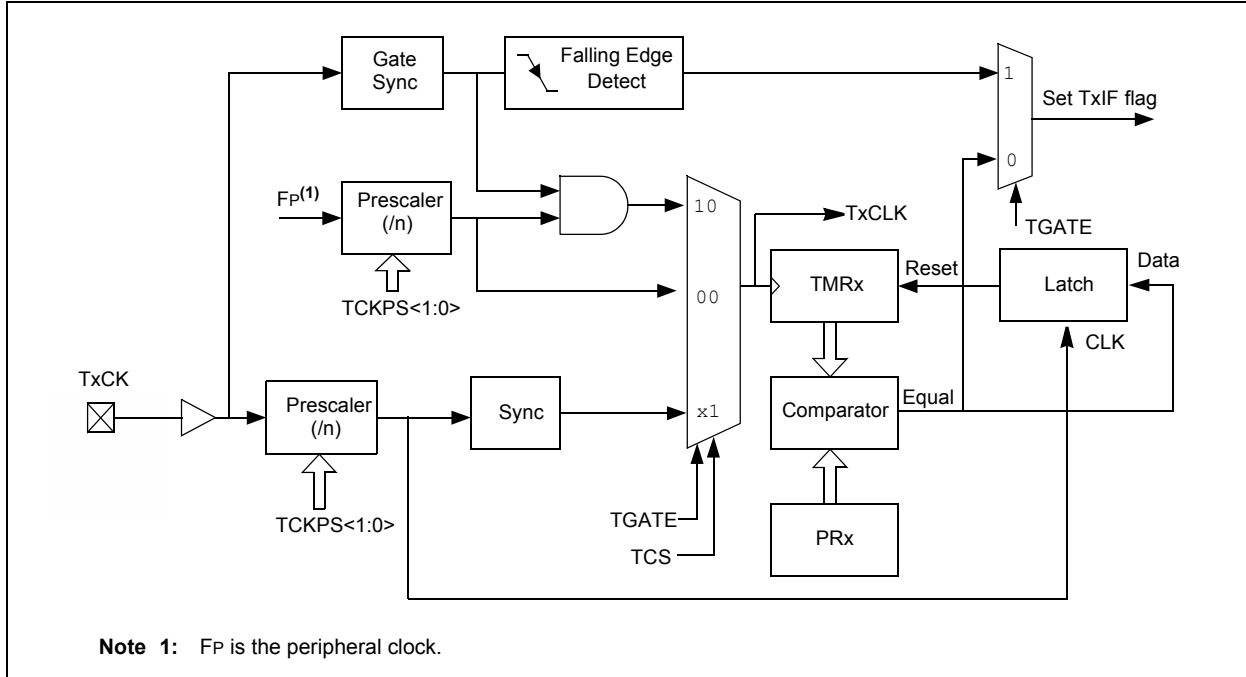 Gate
Sync
Falling Edge
Detect
1
Set TxIF flag
0
FP(1)
Prescaler
(/n)
10
TxCLK
TGATE
TCKPS<1:0>
00
TMRx
Reset
Latch
Data
CLK
TxCK
Prescaler
(/n)
Sync
x1
Comparator
Equal
TCKPS<1:0>
TGATE
TCS
PRx
Note 1: FP is the peripheral clock.